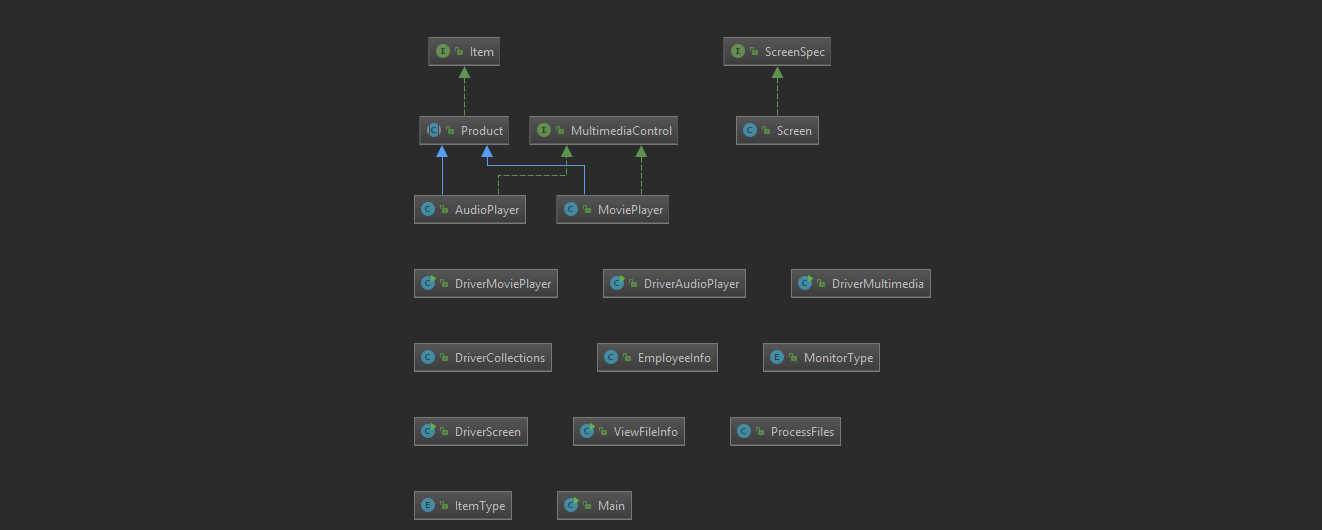 Item ScreenSpec
Product MultimediaControl Screen
AudioPlayer MoviePlayer
DriverMoviePlayer DriverAudioPlayer DriverMultimedia
DriverCollections EmployeeInfo MonitorType
DriverScreen ViewFileInfo ProcessFiles
ItemType Main